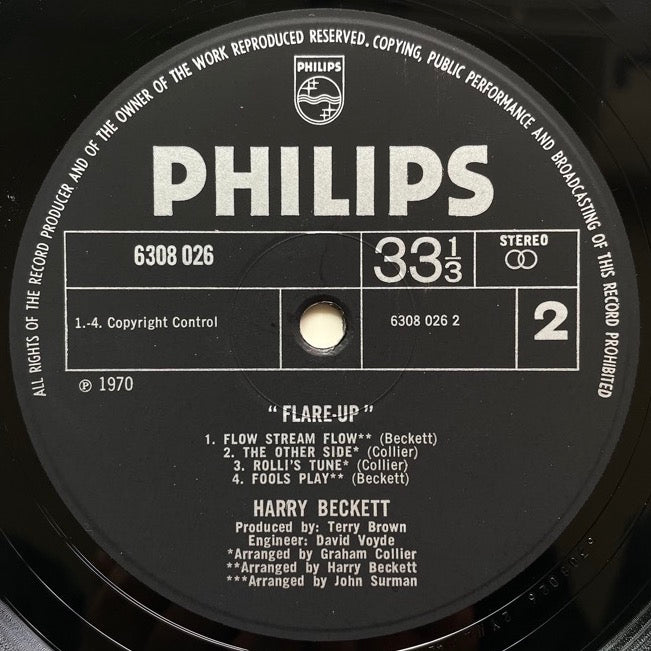 ALL RIGHTS OF THE RECORD PRODUCER AND OF THE OWNER OF THE WORK REPRODUCED RESERVED. COPYING, PUBLIC PERFORMANCE AND BROADCASTING OF THIS RECORD PROHIBITED
PHILIPS
PHILIPS
6308 026
33 1/3
STEREO
1.-4. Copyright Control
6308 026 2
2
℗ 1970
"FLARE-UP"
1. FLOW STREAM FLOW** (Beckett)
2. THE OTHER SIDE* (Collier)
3. ROLLI'S TUNE* (Collier)
4. FOOLS PLAY** (Beckett)
HARRY BECKETT
Produced by: Terry Brown
Engineer: David Voyde
*Arranged by Graham Collier
**Arranged by Harry Beckett
***Arranged by John Surman